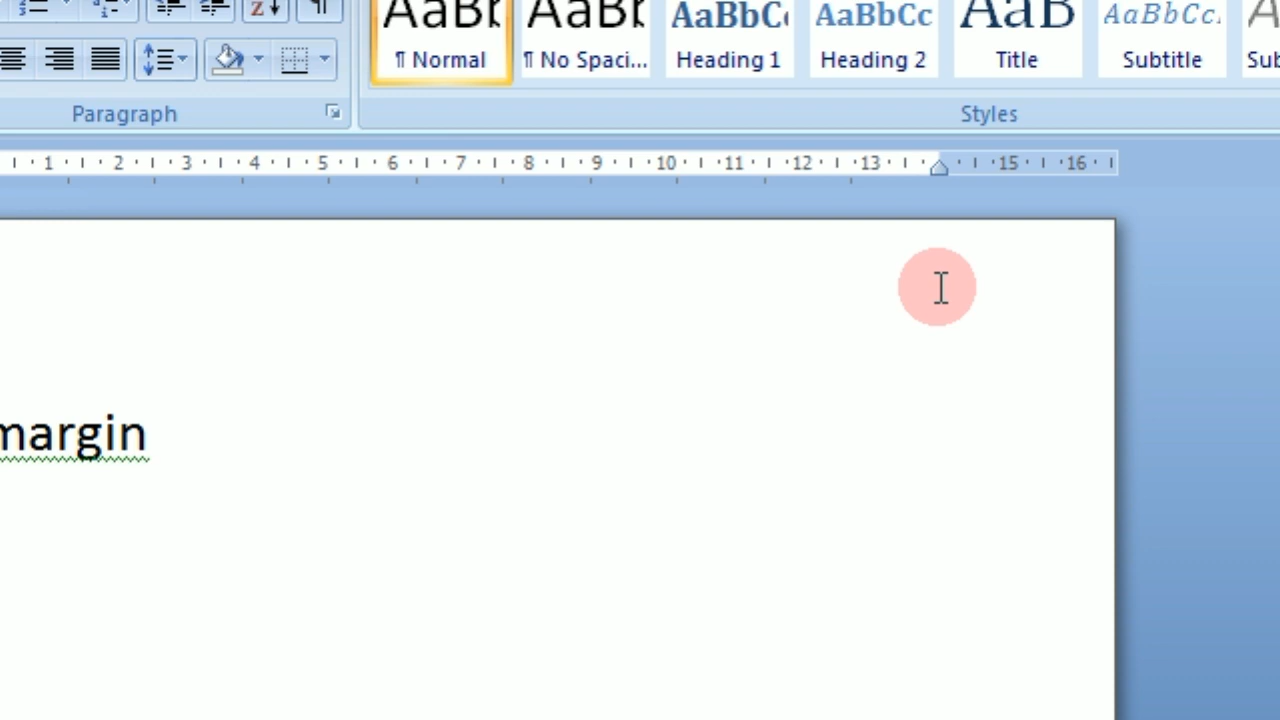 AaBb AaBb AaBbCc AaBbCc AaB AaBbCc.
¶ Normal ¶ No Spaci... Heading 1 Heading 2 Title Subtitle Sub
Paragraph Styles
1 2 3 4 5 6 7 8 9 10 11 12 13 15 16
margin